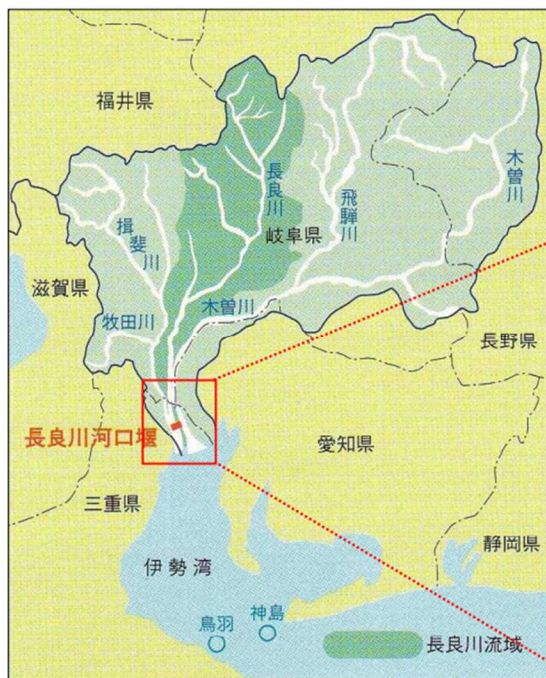 福井県
長良川
飛騨川
木曽川
揖斐川
岐阜県
滋賀県
牧田川
木曽川
長野県
長良川河口堰
愛知県
三重県
静岡県
伊勢湾
鳥羽
神島
長良川流域